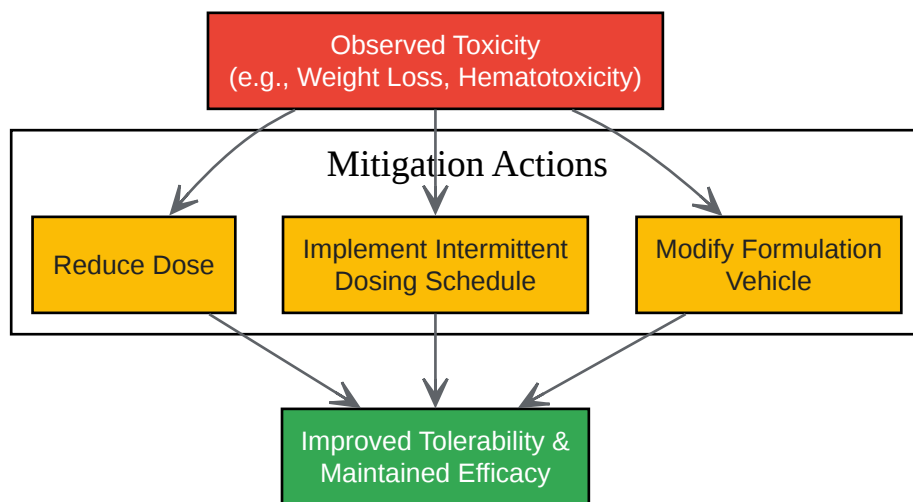 Observed Toxicity
(e.g., Weight Loss, Hematotoxicity)
Mitigation Actions
Reduce Dose
Implement Intermittent
Dosing Schedule
Modify Formulation
Vehicle
Improved Tolerability &
Maintained Efficacy